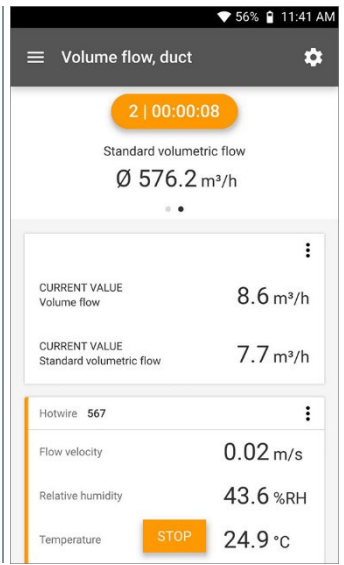 56% 11:41 AM
Volume flow, duct
2 | 00:00:08
Standard volumetric flow
Ø 576.2 m³/h
CURRENT VALUE
Volume flow
8.6 m³/h
CURRENT VALUE
Standard volumetric flow
7.7 m³/h
Hotwire 567
Flow velocity 0.02 m/s
Relative humidity 43.6 %RH
Temperature STOP 24.9 °C